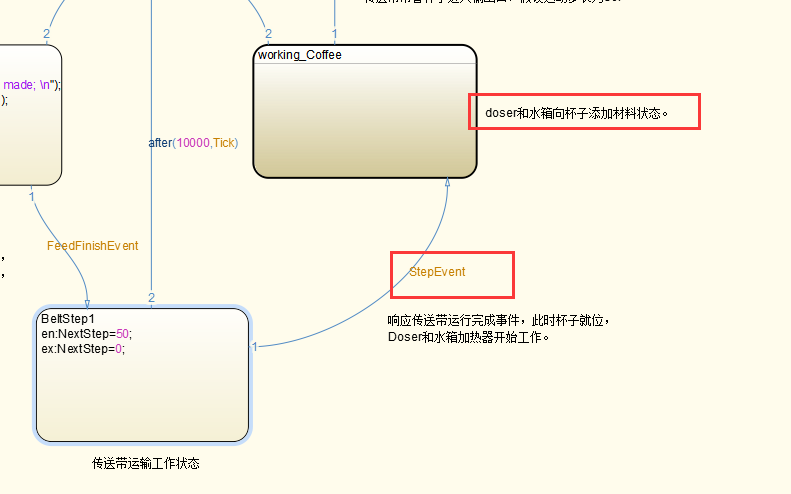 2
2
1
working_Coffee
made; \n");
);
doser和水箱向杯子添加材料状态。
after(10000,Tick)
1
FeedFinishEvent
，
，
StepEvent
2
BeltStep1
en:NextStep=50;
ex:NextStep=0;
1
响应传送带运行完成事件，此时杯子就位，
Doser和水箱加热器开始工作。
传送带运输工作状态